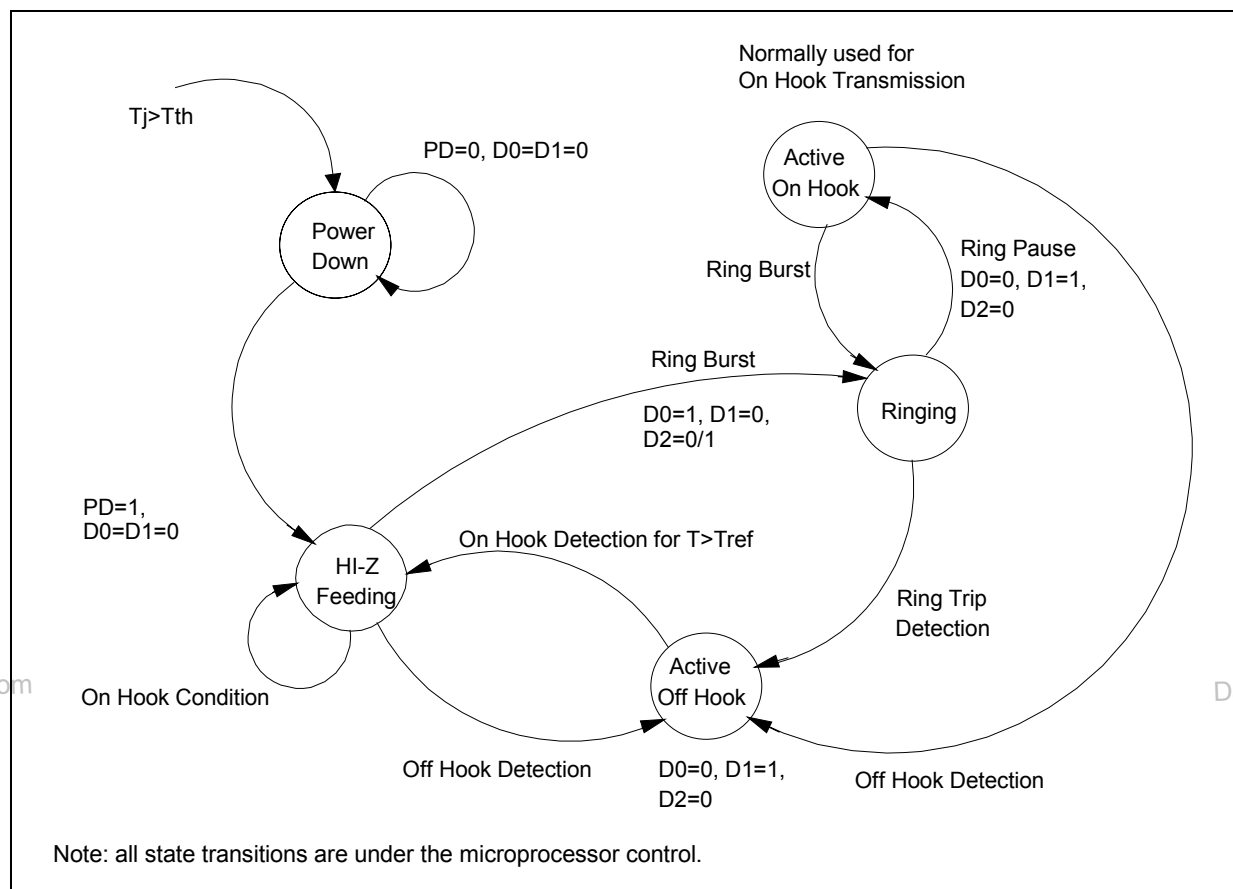 Normally used for
On Hook Transmission
Tj>Tth
PD=0, D0=D1=0
Active
On Hook
Power
Down
Ring Burst
Ring Pause
D0=0, D1=1,
D2=0
Ring Burst
Ringing
D0=1, D1=0,
D2=0/1
PD=1,
D0=D1=0
On Hook Detection for T>Tref
HI-Z
Feeding
Ring Trip
Detection
Active
Off Hook
om
D
On Hook Condition
Off Hook Detection
D0=0, D1=1,
D2=0
Off Hook Detection
Note: all state transitions are under the microprocessor control.